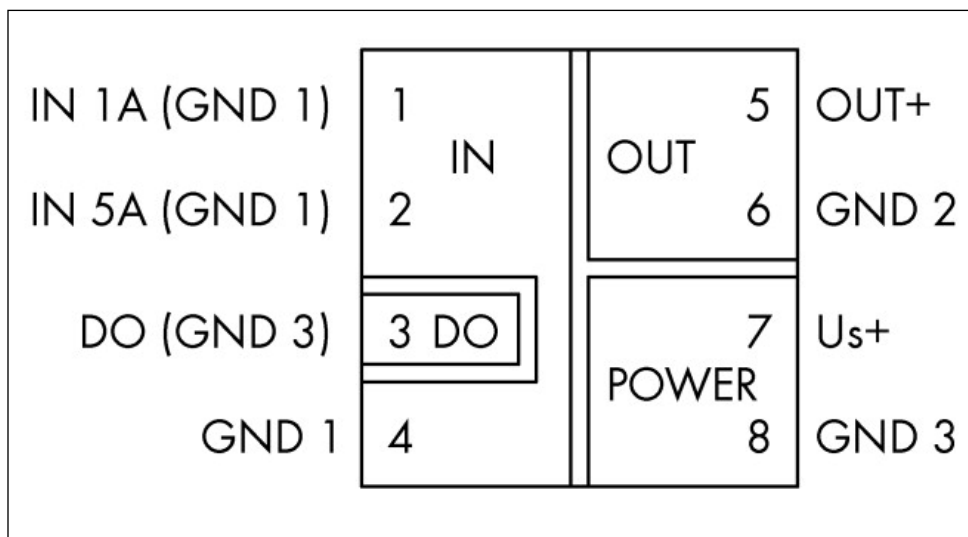 IN 1A (GND 1) 1 5 OUT+
IN OUT
IN 5A (GND 1) 2 6 GND 2
DO (GND 3) 3 DO 7 Us+
POWER
GND 1 4 8 GND 3